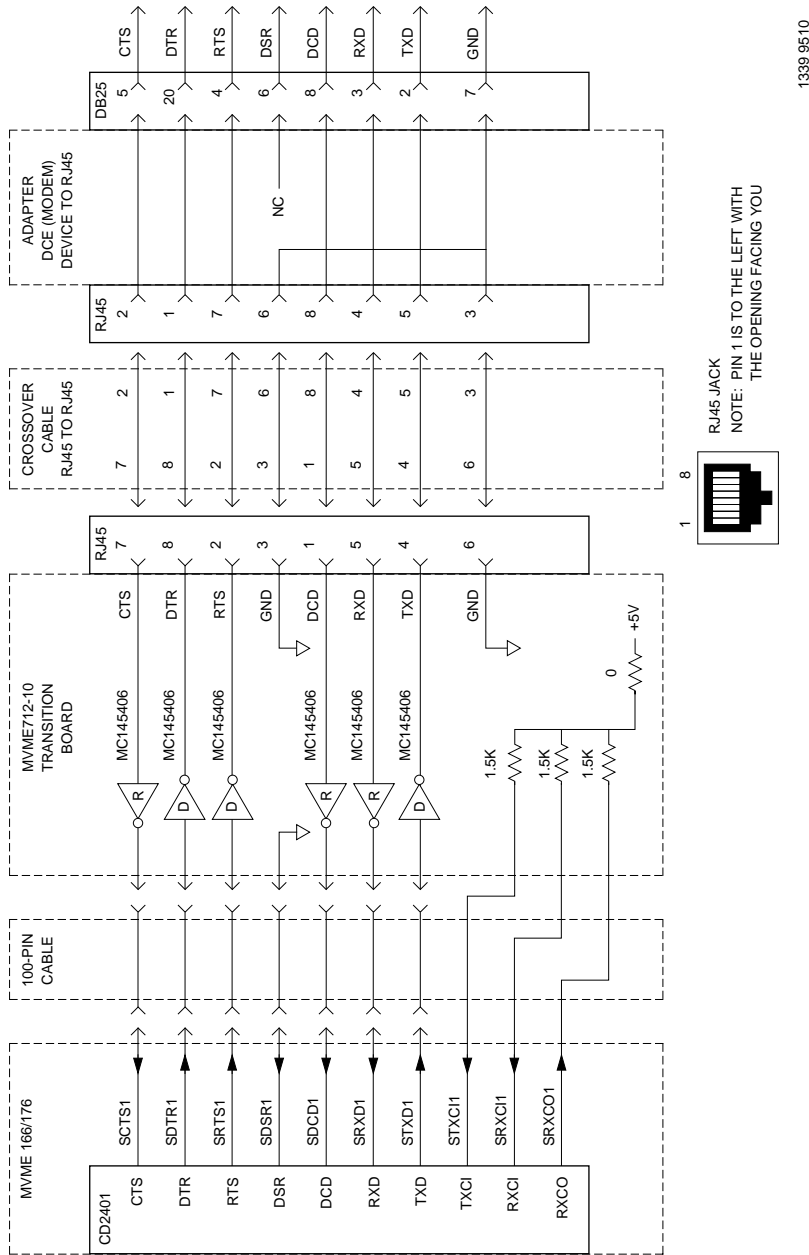 MVME 166/176
CD2401
CTS
DTR
RTS
DSR
DCD
RXD
TXD
TXCI
RXCI
RXCO
SCTS1
SDTR1
SRTS1
SDSR1
SDCD1
SRXD1
STXD1
STXCI1
SRXCI1
SRXCO1
100-PIN
CABLE
MVME712-10
TRANSITION
BOARD
R
D
D
R
R
D
MC145406
MC145406
MC145406
MC145406
MC145406
MC145406
CTS
DTR
RTS
GND
DCD
RXD
TXD
GND
1.5K
1.5K
1.5K
0
+5V
RJ45
7
8
2
3
1
5
4
6
CROSSOVER
CABLE
RJ45 TO RJ45
7 2
8 1
2 7
3 6
1 8
5 4
4 5
6 3
RJ45
2
1
7
6
8
4
5
3
ADAPTER
DCE (MODEM)
DEVICE TO RJ45
NC
DB25
5
20
4
6
8
3
2
7
CTS
DTR
RTS
DSR
DCD
RXD
TXD
GND
1 8
RJ45 JACK
NOTE: PIN 1 IS TO THE LEFT WITH
THE OPENING FACING YOU
1339 9510